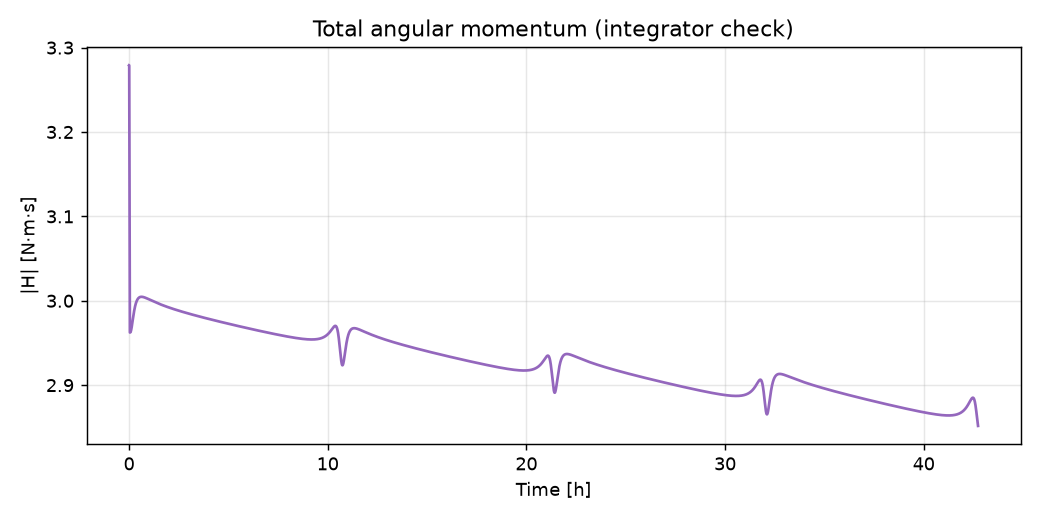 Total angular momentum (integrator check)
3.3
3.2
3.1
3.0
2.9
|H| [N·m·s]
0 10 20 30 40
Time [h]